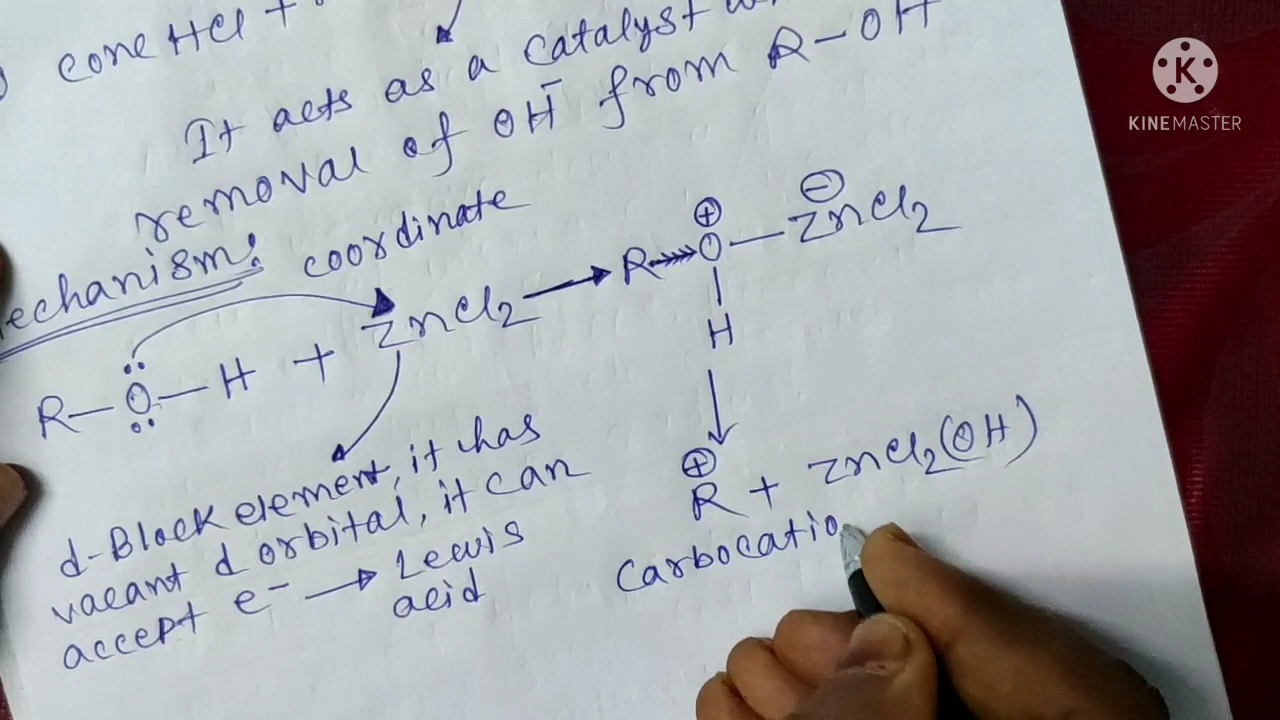 conc HCl +
It acts as a catalyst
removal of OH⁻ from R-OH
Mechanism: coordinate
R-O-H + ZnCl2 → R→O-ZnCl2
⊕ ⊖
H
d-Block element, it has
vacant d orbital, it can
accept e⁻ → Lewis
acid
⊕
R + ZnCl2(OH)
Carbocatio
K
KINEMASTER